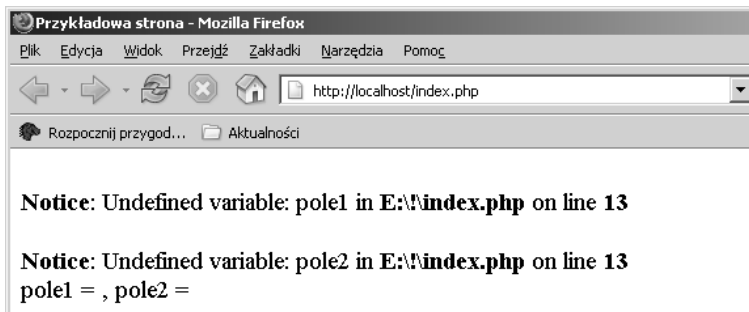 Przykładowa strona - Mozilla Firefox
Plik Edycja Widok Przejdź Zakładki Narzędzia Pomoc
http://localhost/index.php
Rozpocznij przygod... Aktualności
Notice: Undefined variable: pole1 in E:\!\index.php on line 13
Notice: Undefined variable: pole2 in E:\!\index.php on line 13
pole1 = , pole2 =